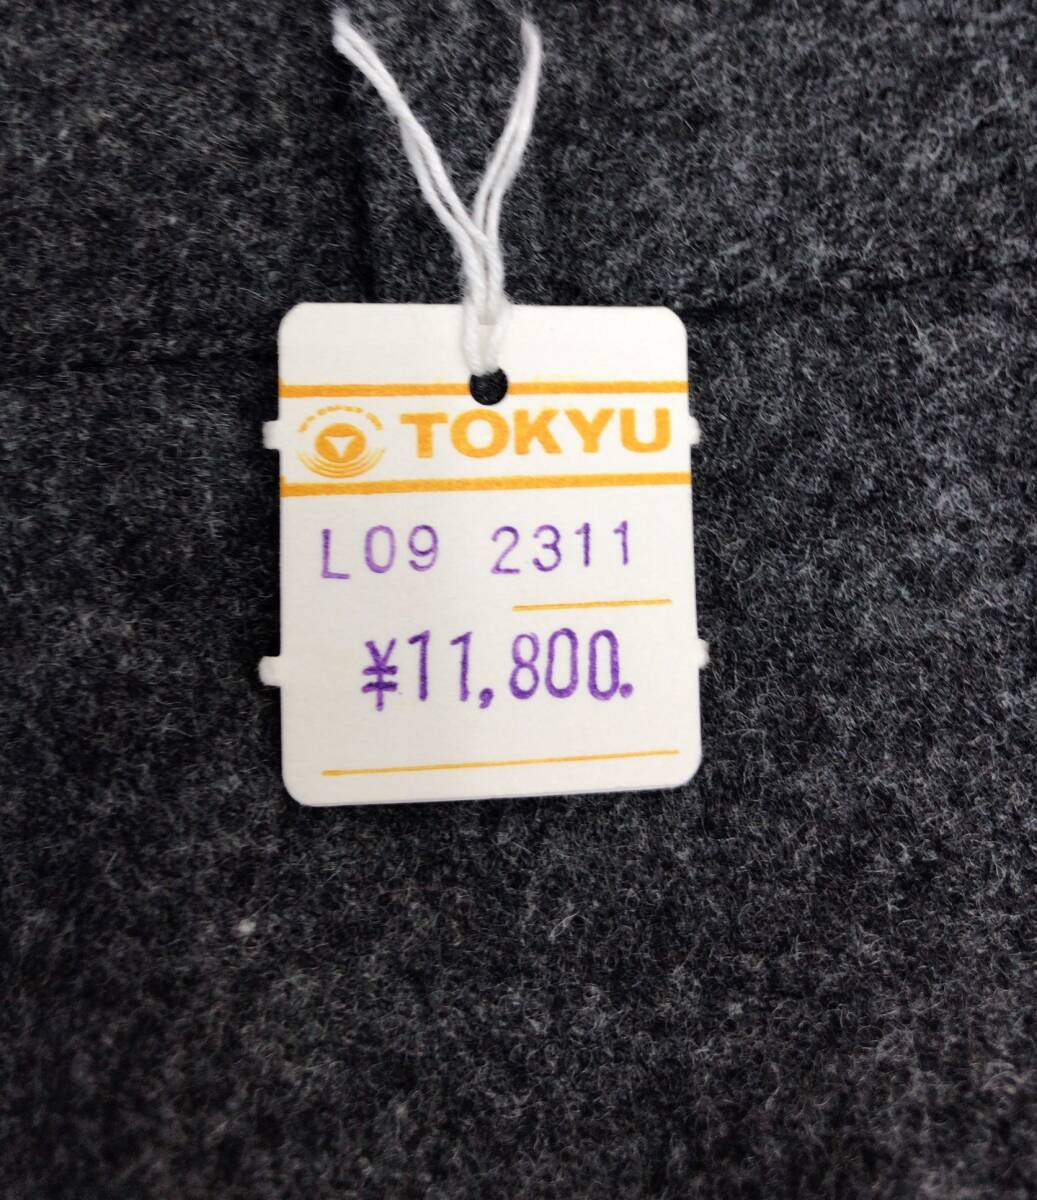 TOKYU
L09 2311
¥11,800.